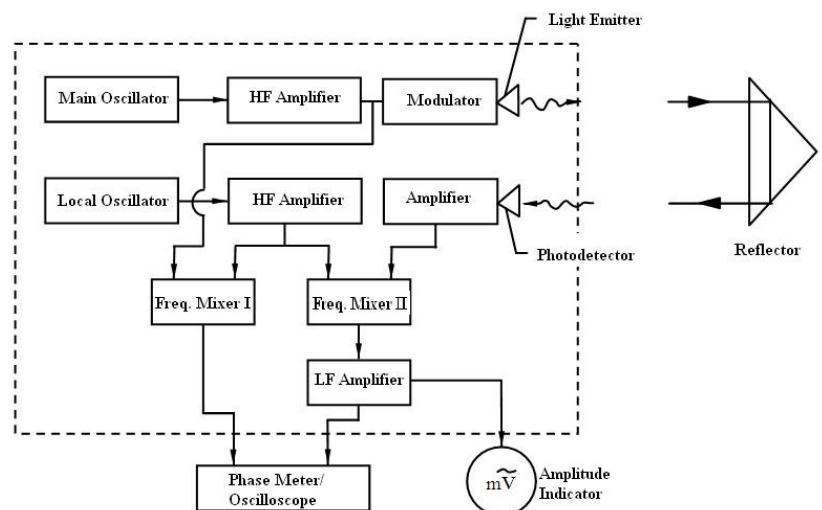 Light Emitter
Main Oscillator
HF Amplifier
Modulator
Local Oscillator
HF Amplifier
Amplifier
Photodetector
Reflector
Freq. Mixer I
Freq. Mixer II
LF Amplifier
Phase Meter/
Oscilloscope
mV
Amplitude
Indicator